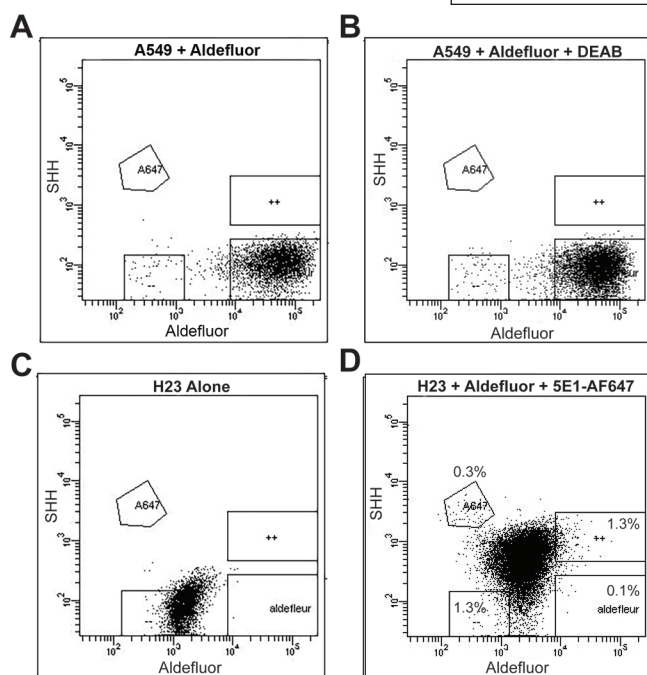 A
A549 + Aldefluor
SHH
10⁵
10⁴
10³
10²
A647
++
ur
--
10² 10³ 10⁴ 10⁵
Aldefluor
B
A549 + Aldefluor + DEAB
SHH
10⁵
10⁴
10³
10²
A647
++
ur
--
10² 10³ 10⁴ 10⁵
Aldefluor
C
H23 Alone
SHH
10⁵
10⁴
10³
10²
A647
++
aldefleur
--
10² 10³ 10⁴ 10⁵
Aldefluor
D
H23 + Aldefluor + 5E1-AF647
SHH
10⁵
10⁴
10³
10²
0.3%
A647
1.3%
++
0.1%
aldefleur
1.3%
10² 10³ 10⁴ 10⁵
Aldefluor